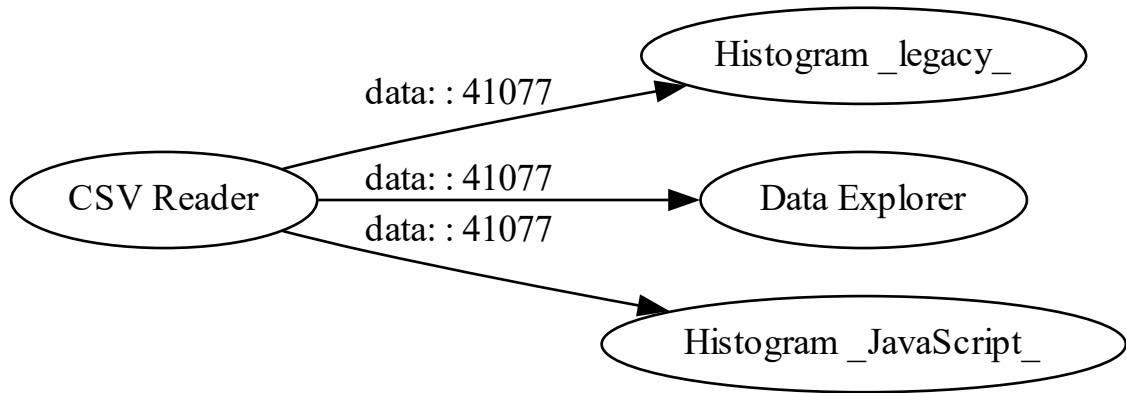 Histogram _legacy_
data: : 41077
CSV Reader
data: : 41077
Data Explorer
data: : 41077
Histogram _JavaScript_